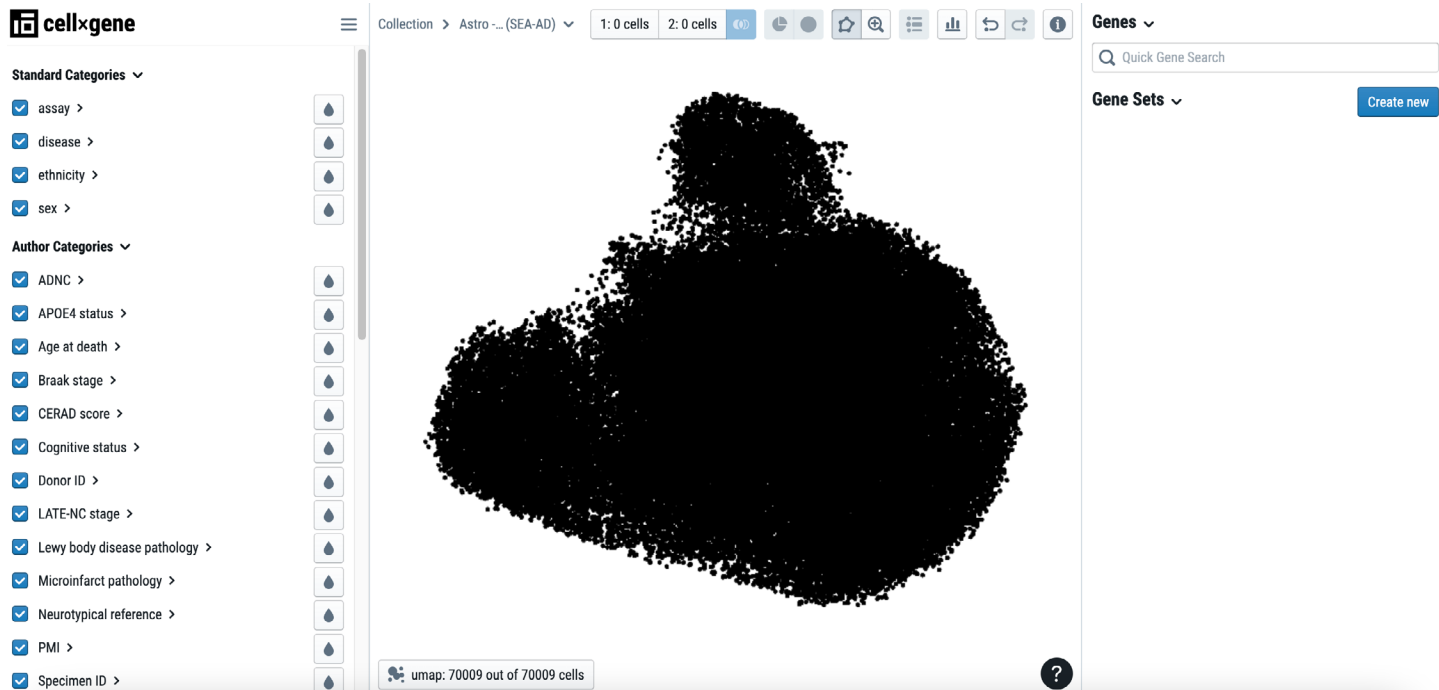 cell×gene
Standard Categories
assay
disease
ethnicity
sex
Author Categories
ADNC
APOE4 status
Age at death
Braak stage
CERAD score
Cognitive status
Donor ID
LATE-NC stage
Lewy body disease pathology
Microinfarct pathology
Neurotypical reference
PMI
Specimen ID
Collection > Astro -... (SEA-AD)
1: 0 cells 2: 0 cells
umap: 70009 out of 70009 cells
?
Genes
Quick Gene Search
Gene Sets
Create new